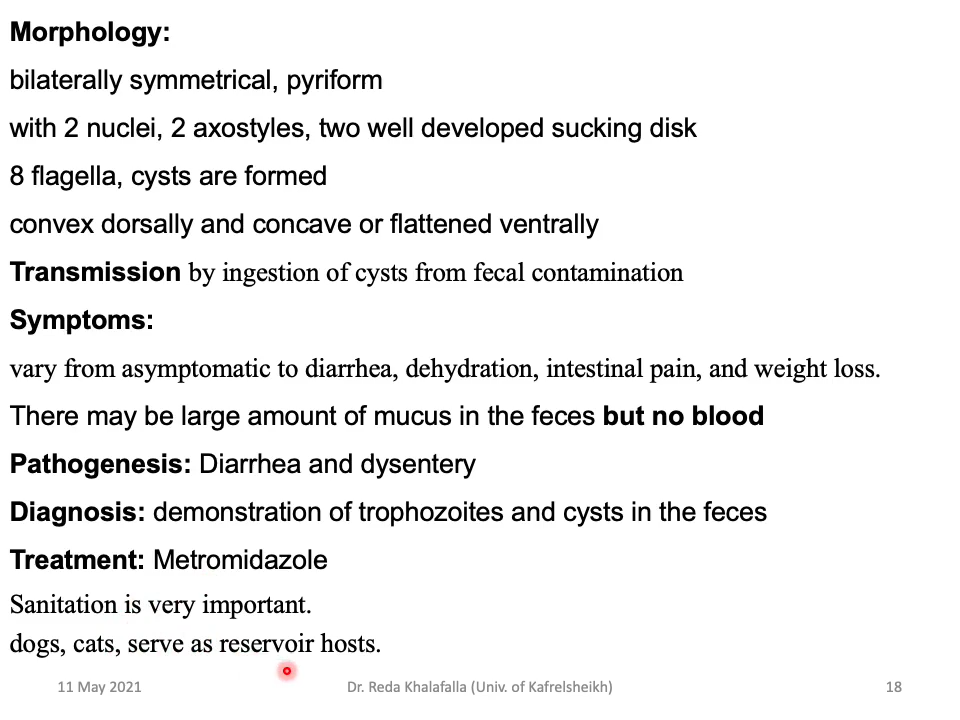 Morphology:
bilaterally symmetrical, pyriform
with 2 nuclei, 2 axostyles, two well developed sucking disk
8 flagella, cysts are formed
convex dorsally and concave or flattened ventrally
Transmission by ingestion of cysts from fecal contamination
Symptoms:
vary from asymptomatic to diarrhea, dehydration, intestinal pain, and weight loss.
There may be large amount of mucus in the feces but no blood
Pathogenesis: Diarrhea and dysentery
Diagnosis: demonstration of trophozoites and cysts in the feces
Treatment: Metromidazole
Sanitation is very important.
dogs, cats, serve as reservoir hosts.
11 May 2021 Dr. Reda Khalafalla (Univ. of Kafrelsheikh) 18